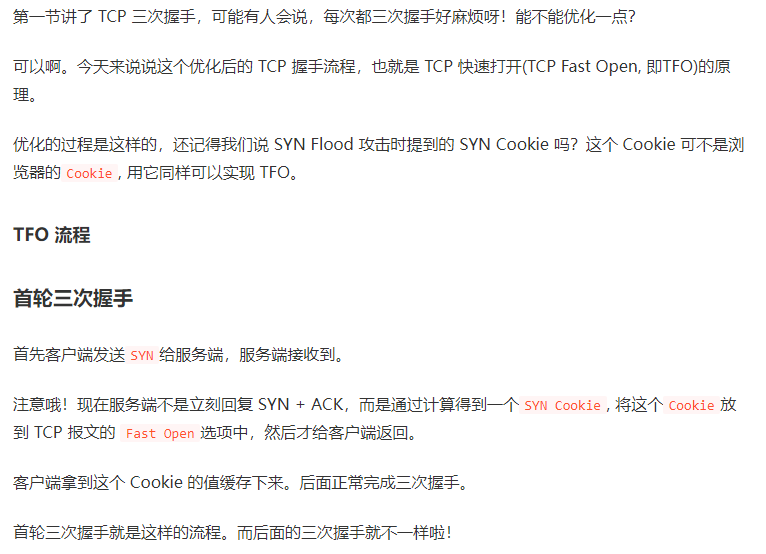 第一节讲了 TCP 三次握手，可能有人会说，每次都三次握手好麻烦呀！能不能优化一点？
可以啊。今天来说说这个优化后的 TCP 握手流程，也就是 TCP 快速打开(TCP Fast Open, 即TFO)的原
理。
优化的过程是这样的，还记得我们说 SYN Flood 攻击时提到的 SYN Cookie 吗？这个 Cookie 可不是浏
览器的 Cookie , 用它同样可以实现 TFO。
TFO 流程
首轮三次握手
首先客户端发送 SYN 给服务端，服务端接收到。
注意哦！现在服务端不是立刻回复 SYN + ACK，而是通过计算得到一个 SYN Cookie , 将这个 Cookie 放
到 TCP 报文的 Fast Open 选项中，然后才给客户端返回。
客户端拿到这个 Cookie 的值缓存下来。后面正常完成三次握手。
首轮三次握手就是这样的流程。而后面的三次握手就不一样啦！